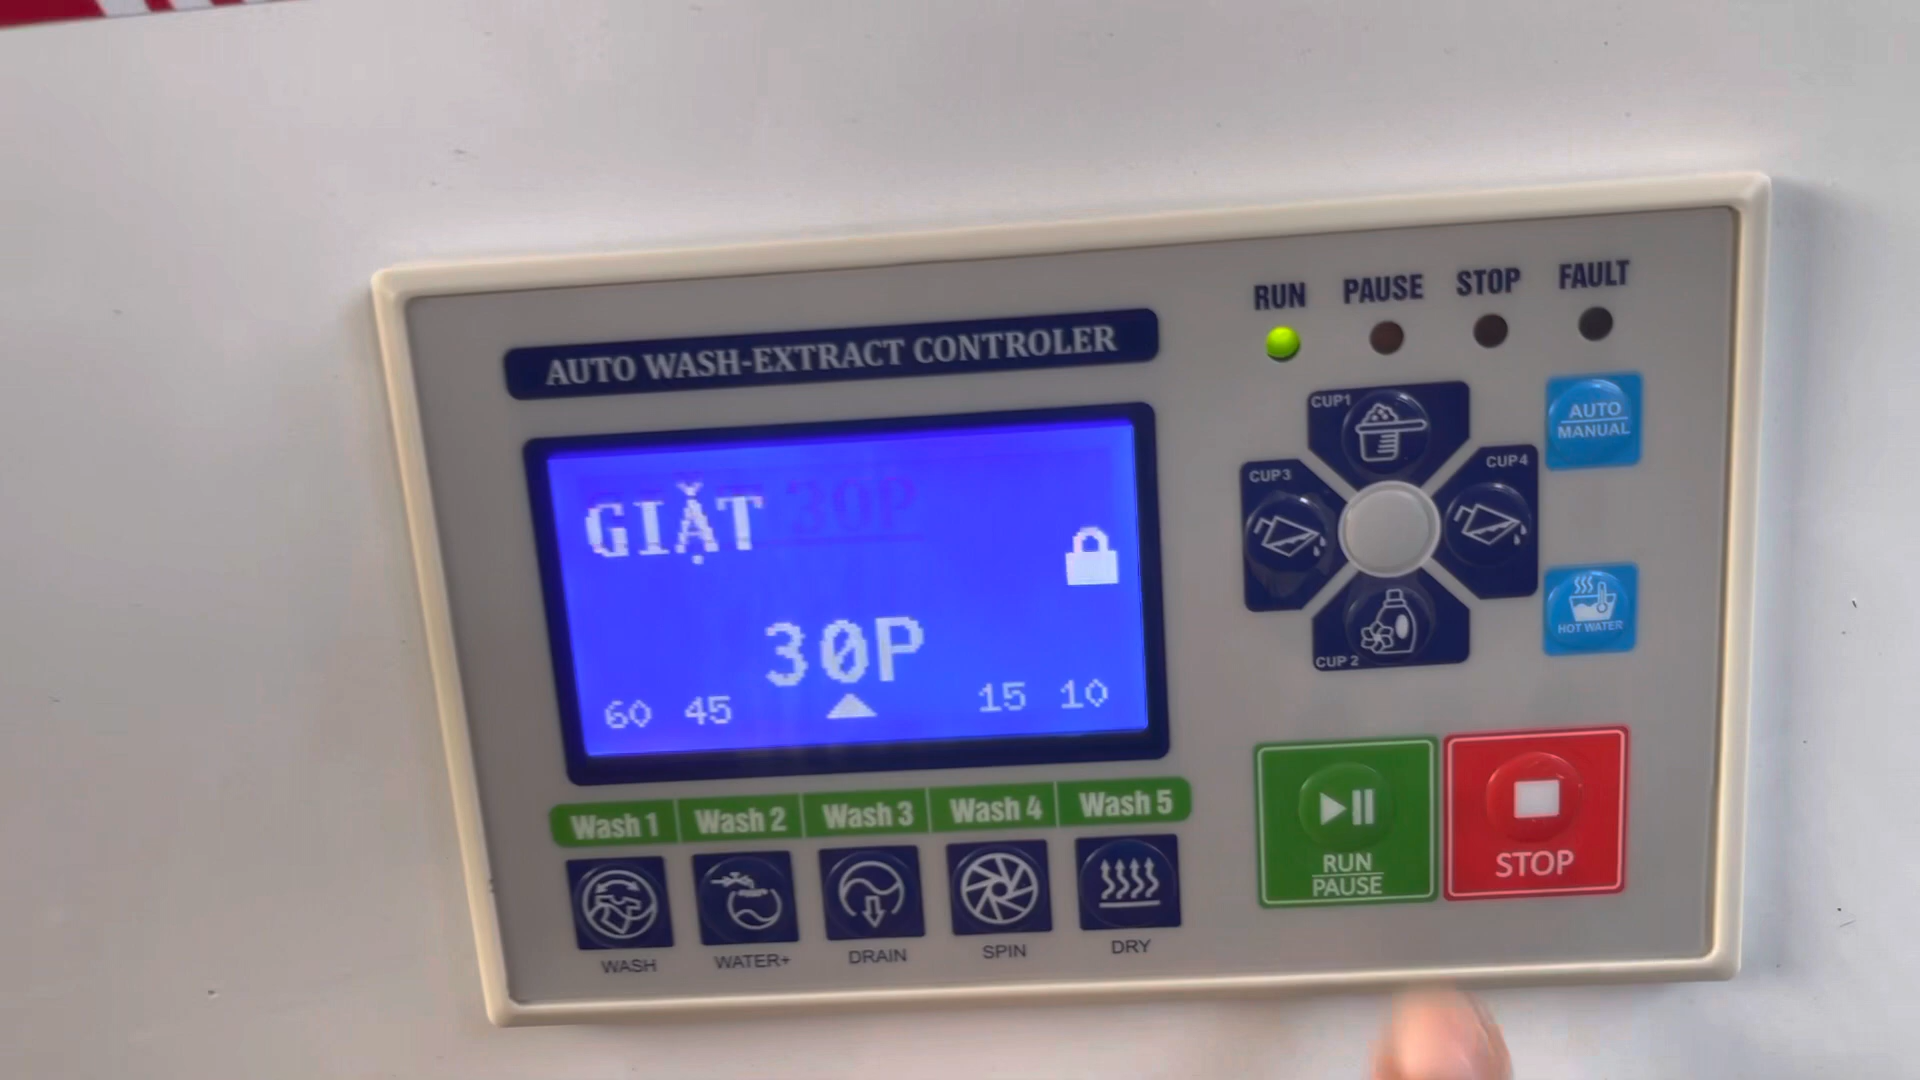 RUN PAUSE STOP FAULT
AUTO WASH-EXTRACT CONTROLER
CUP1
AUTO
MANUAL
CUP3
CUP4
GIẶT 30P
30P
60 45 15 10
HOT WATER
CUP 2
Wash 1 Wash 2 Wash 3 Wash 4 Wash 5
RUN
PAUSE
STOP
WASH WATER+ DRAIN SPIN DRY